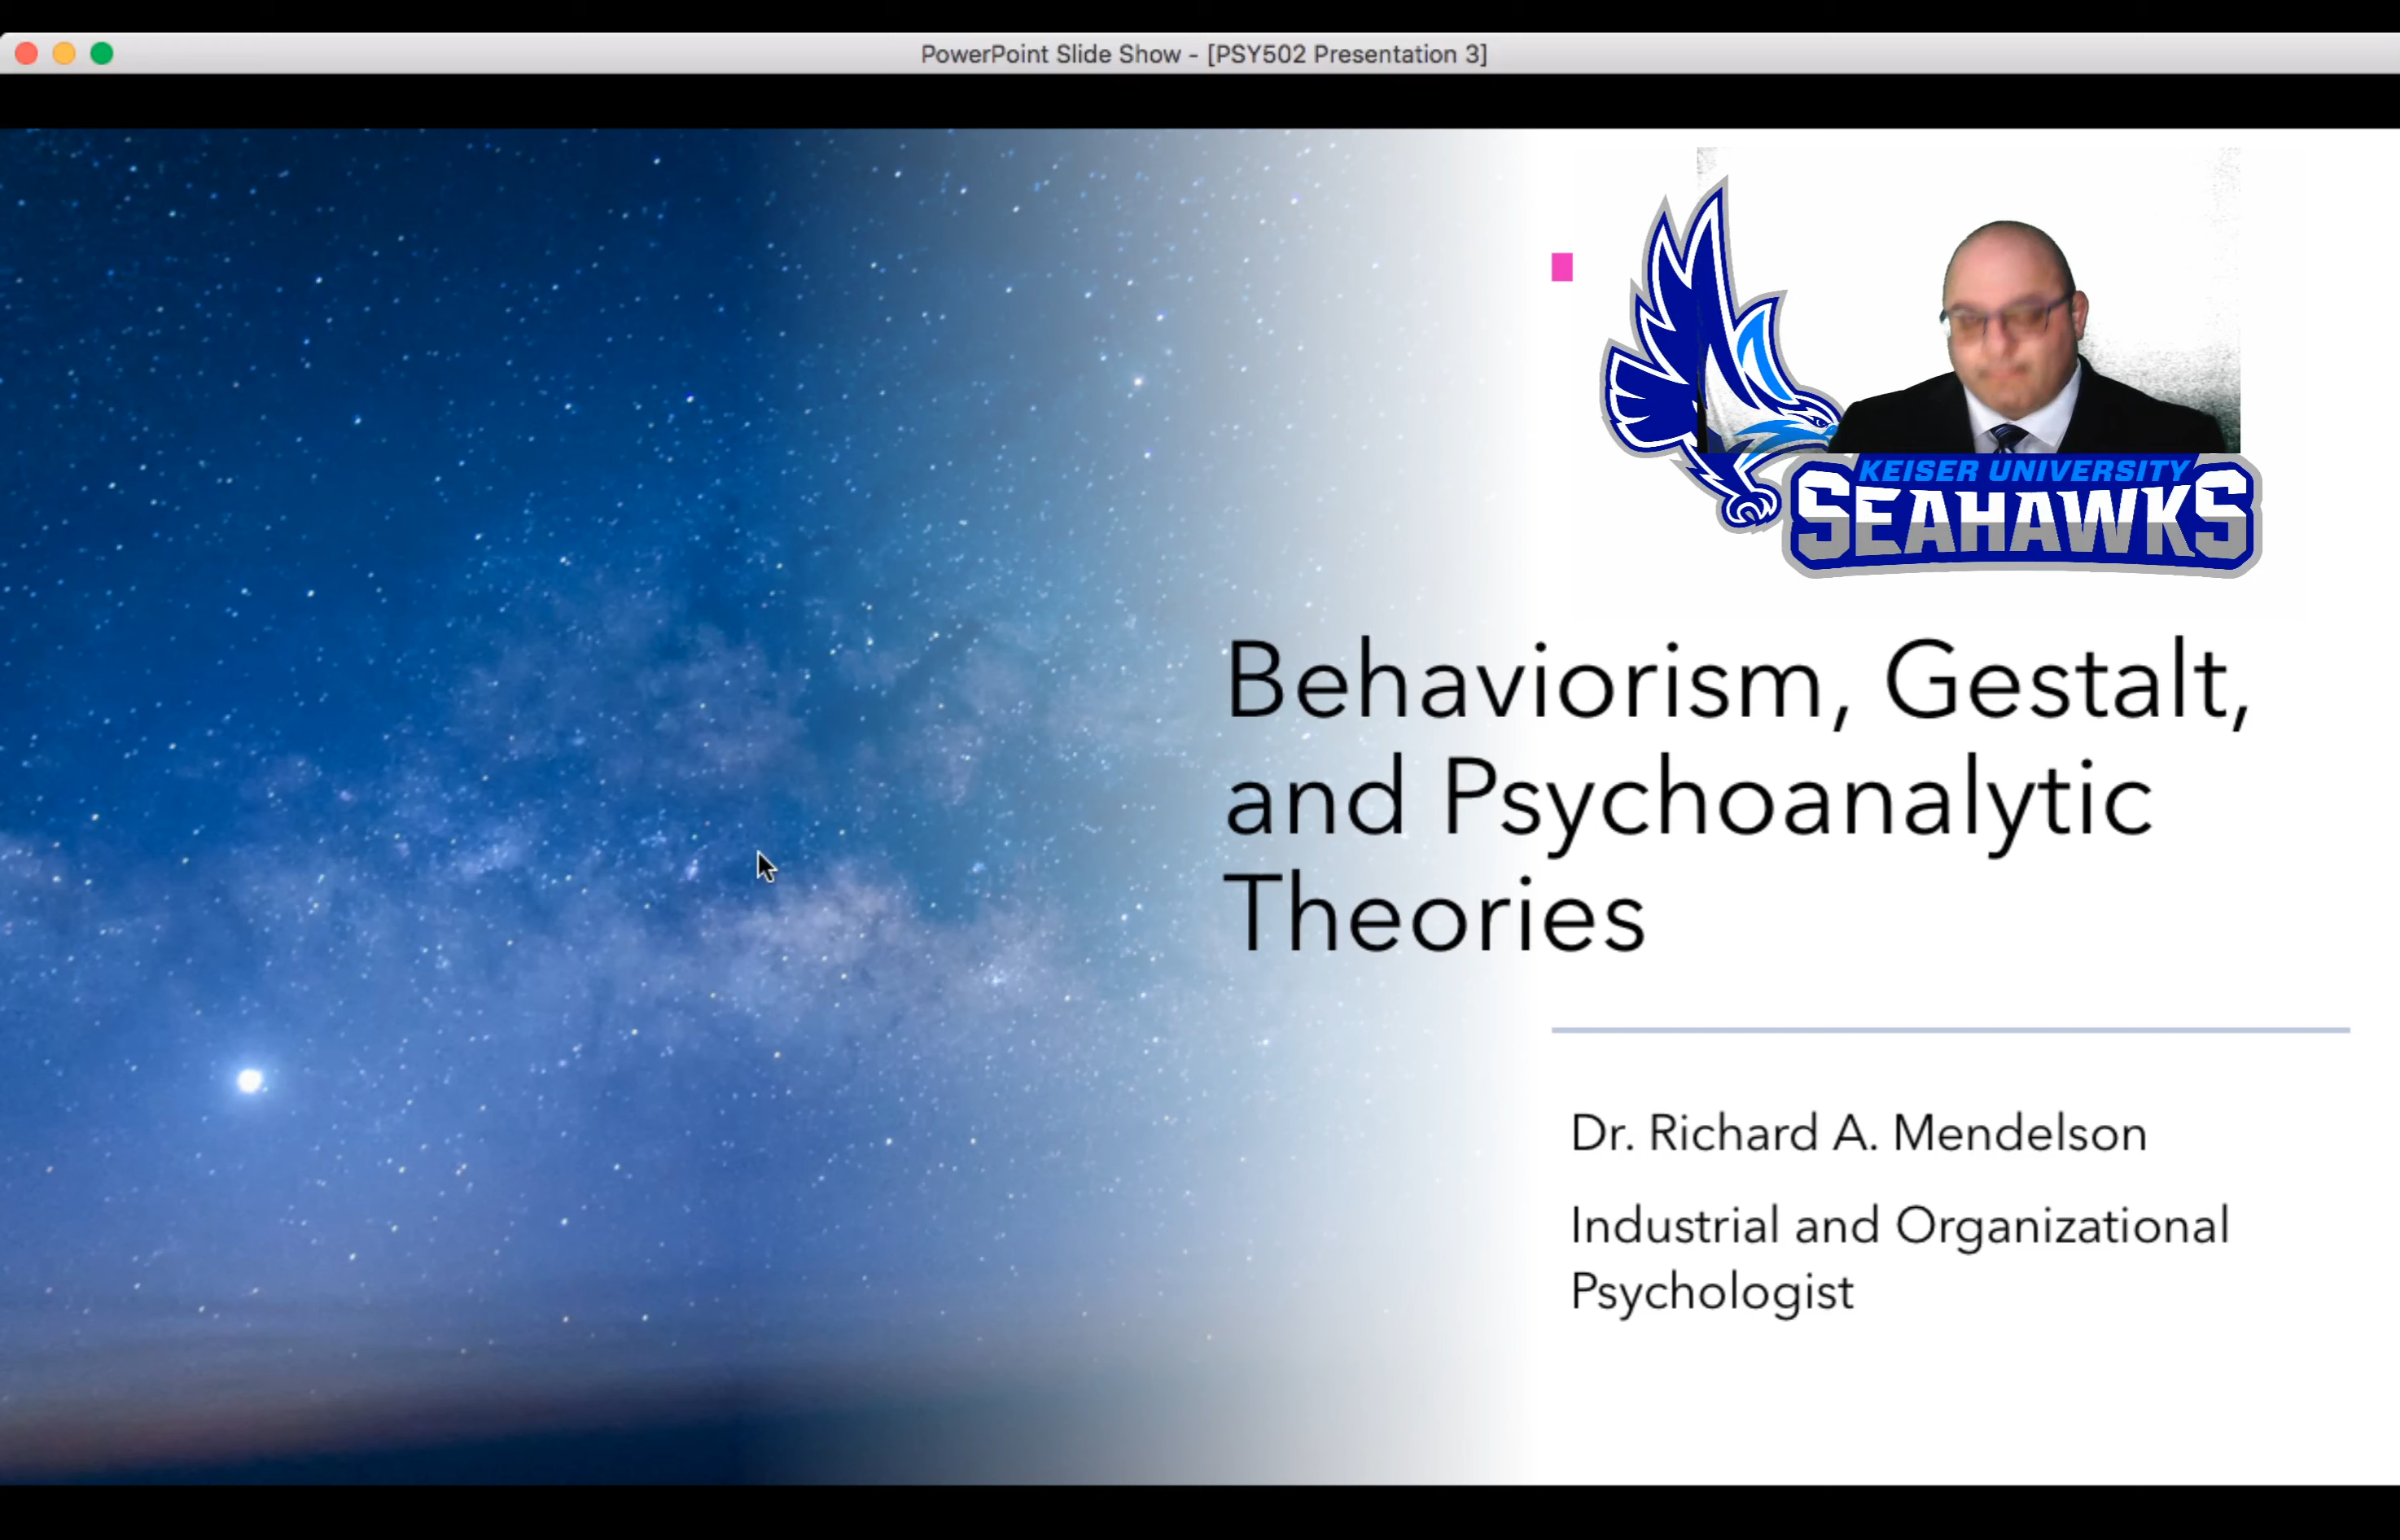 PowerPoint Slide Show - [PSY502 Presentation 3]
KEISER UNIVERSITY
SEAHAWKS
Behaviorism, Gestalt,
and Psychoanalytic
Theories
Dr. Richard A. Mendelson
Industrial and Organizational
Psychologist